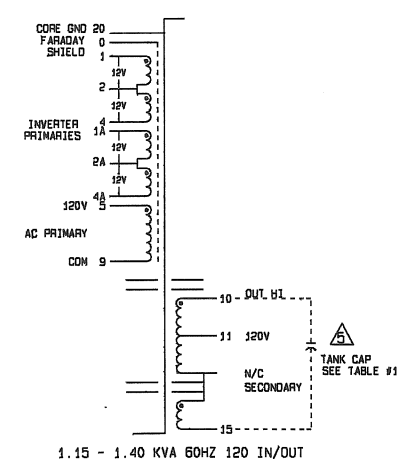 CORE GND 20
FARADAY 0
SHIELD
1
12V
2
12V
4
INVERTER 1A
PRIMARIES
12V
2A
12V
4A
120V 5
AC PRIMARY
COM 9
10 OUT HI
11 120V
5
TANK CAP
SEE TABLE #1
N/C
SECONDARY
15
1.15 - 1.40 KVA 60HZ 120 IN/OUT